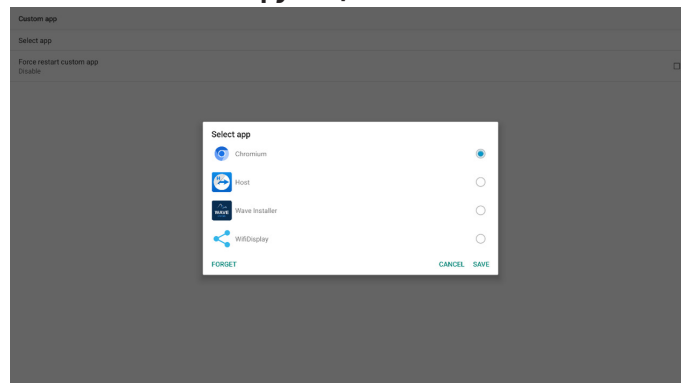 Custom app
Select app
Force restart custom app
Disable
Select app
Chromium
Host
WAVE
Wave Installer
WifiDisplay
FORGET
CANCEL SAVE